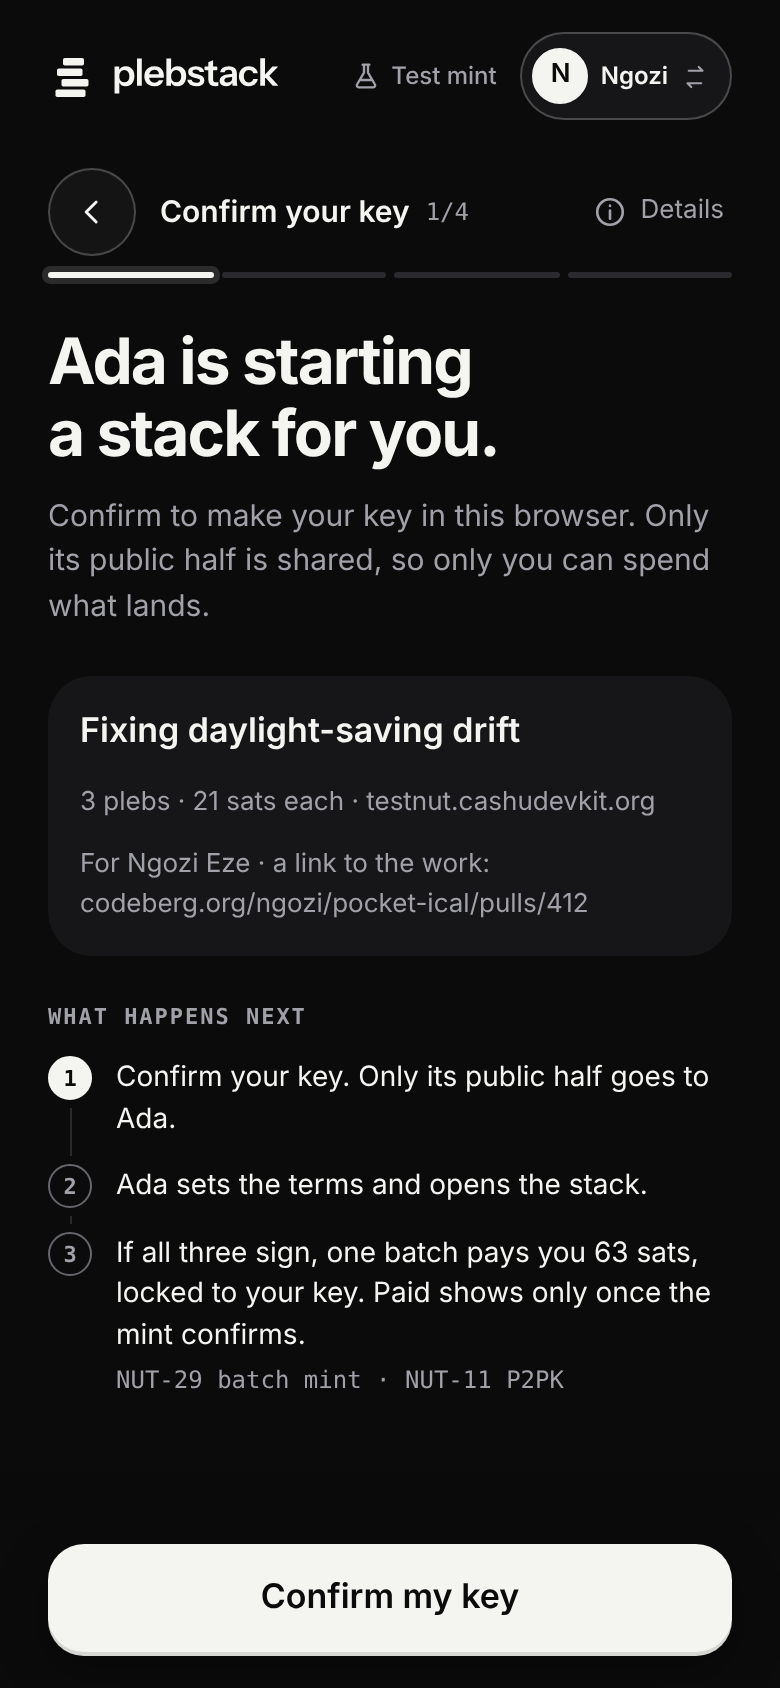 plebstack
Test mint
N
Ngozi
Confirm your key 1/4
Details
Ada is starting
a stack for you.
Confirm to make your key in this browser. Only
its public half is shared, so only you can spend
what lands.
Fixing daylight-saving drift
3 plebs · 21 sats each · testnut.cashudevkit.org
For Ngozi Eze · a link to the work:
codeberg.org/ngozi/pocket-ical/pulls/412
WHAT HAPPENS NEXT
1 Confirm your key. Only its public half goes to
Ada.
2 Ada sets the terms and opens the stack.
3 If all three sign, one batch pays you 63 sats,
locked to your key. Paid shows only once the
mint confirms.
NUT-29 batch mint · NUT-11 P2PK
Confirm my key